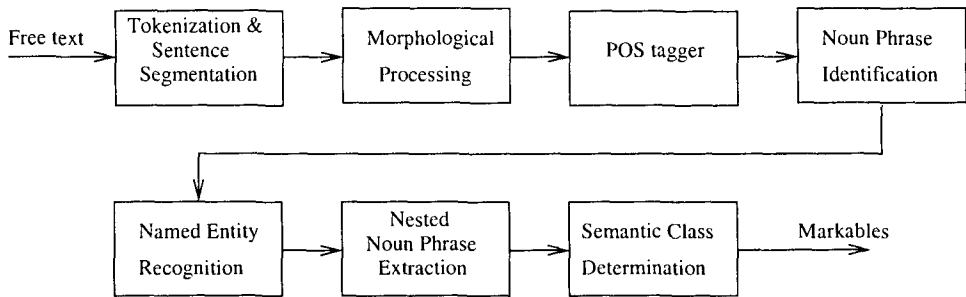 Free text
Tokenization &
Sentence
Segmentation
Morphological
Processing
POS tagger
Noun Phrase
Identification
Named Entity
Recognition
Nested
Noun Phrase
Extraction
Semantic Class
Determination
Markables